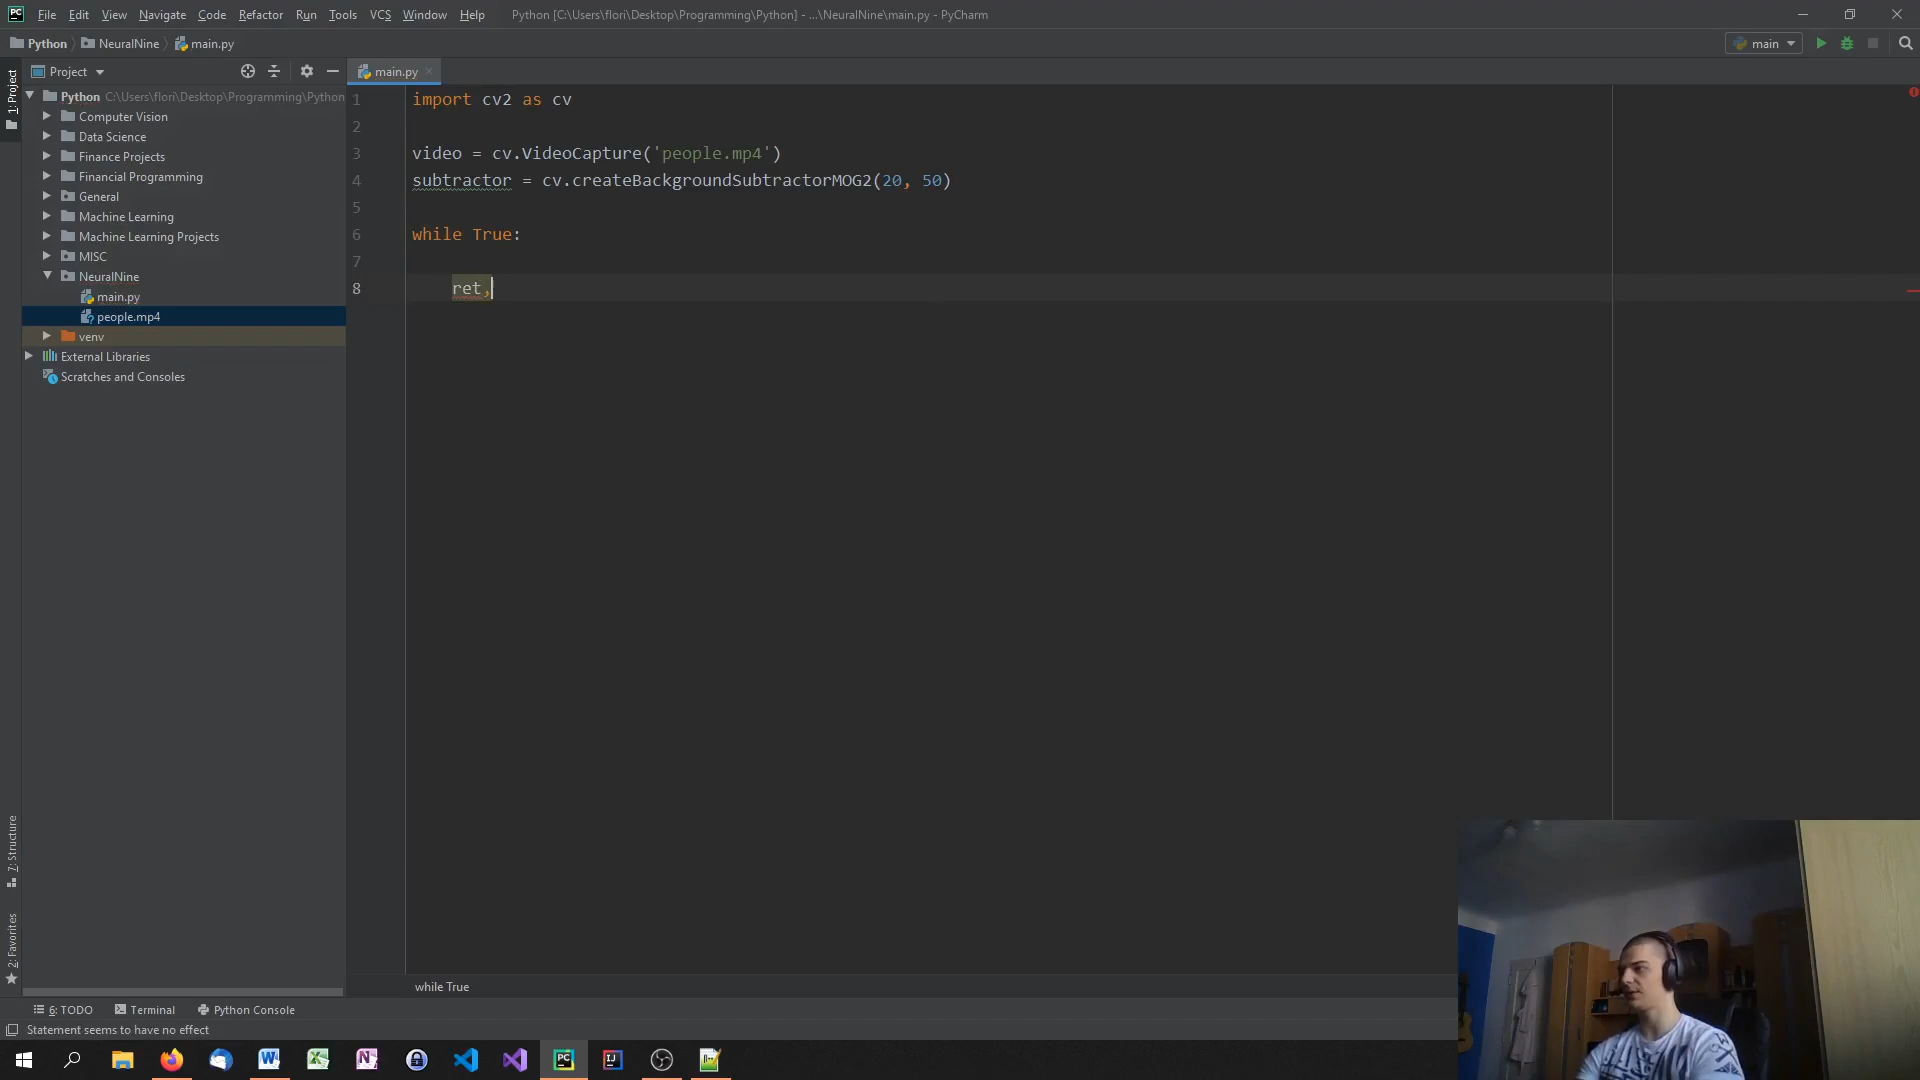 File Edit View Navigate Code Refactor Run Tools VCS Window Help Python [C:\Users\flori\Desktop\Programming\Python] - ...\NeuralNine\main.py - PyCharm
Python NeuralNine main.py main
Project main.py
1: Project
Python C:\Users\flori\Desktop\Programming\Python
Computer Vision
Data Science
Finance Projects
Financial Programming
General
Machine Learning
Machine Learning Projects
MISC
NeuralNine
main.py
people.mp4
venv
External Libraries
Scratches and Consoles
1 import cv2 as cv
2
3 video = cv.VideoCapture('people.mp4')
4 subtractor = cv.createBackgroundSubtractorMOG2(20, 50)
5
6 while True:
7
8 ret,
7: Structure
2: Favorites
while True
6: TODO Terminal Python Console
Statement seems to have no effect